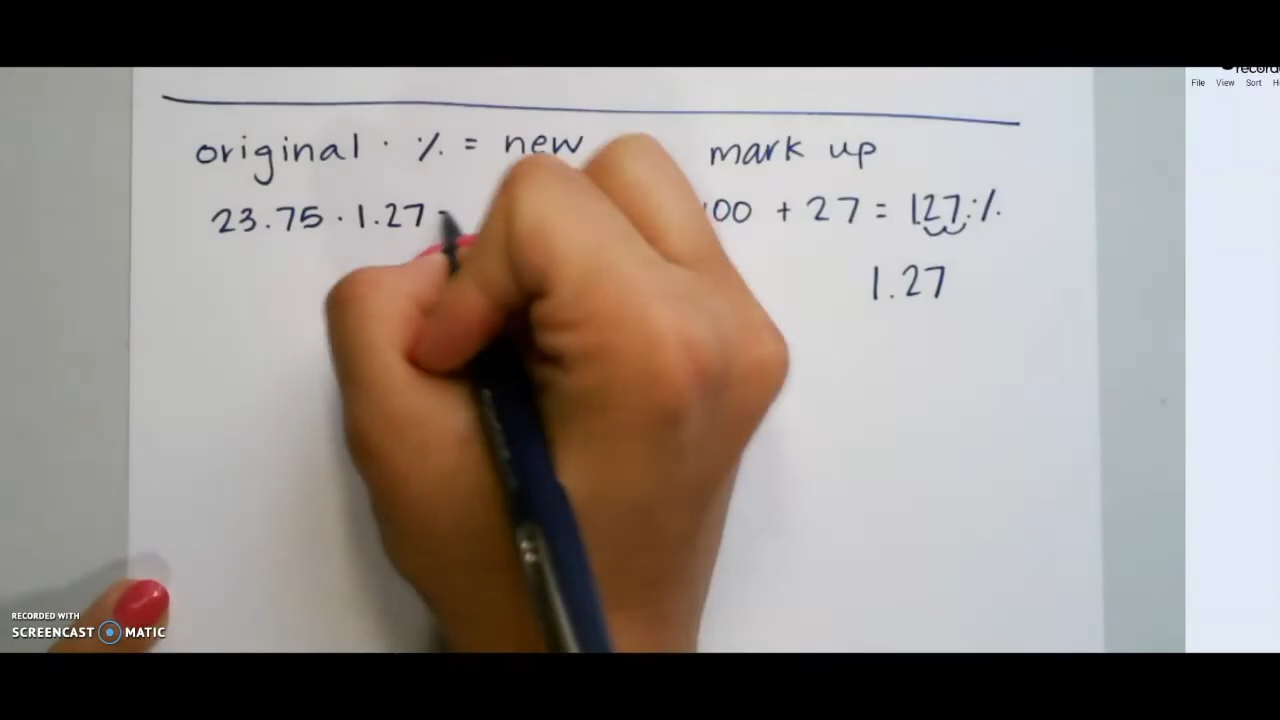 original · % = new
mark up
23.75 · 1.27 =
100 + 27 = 127.%
1.27
File View Sort
RECORDED WITH
SCREENCAST MATIC